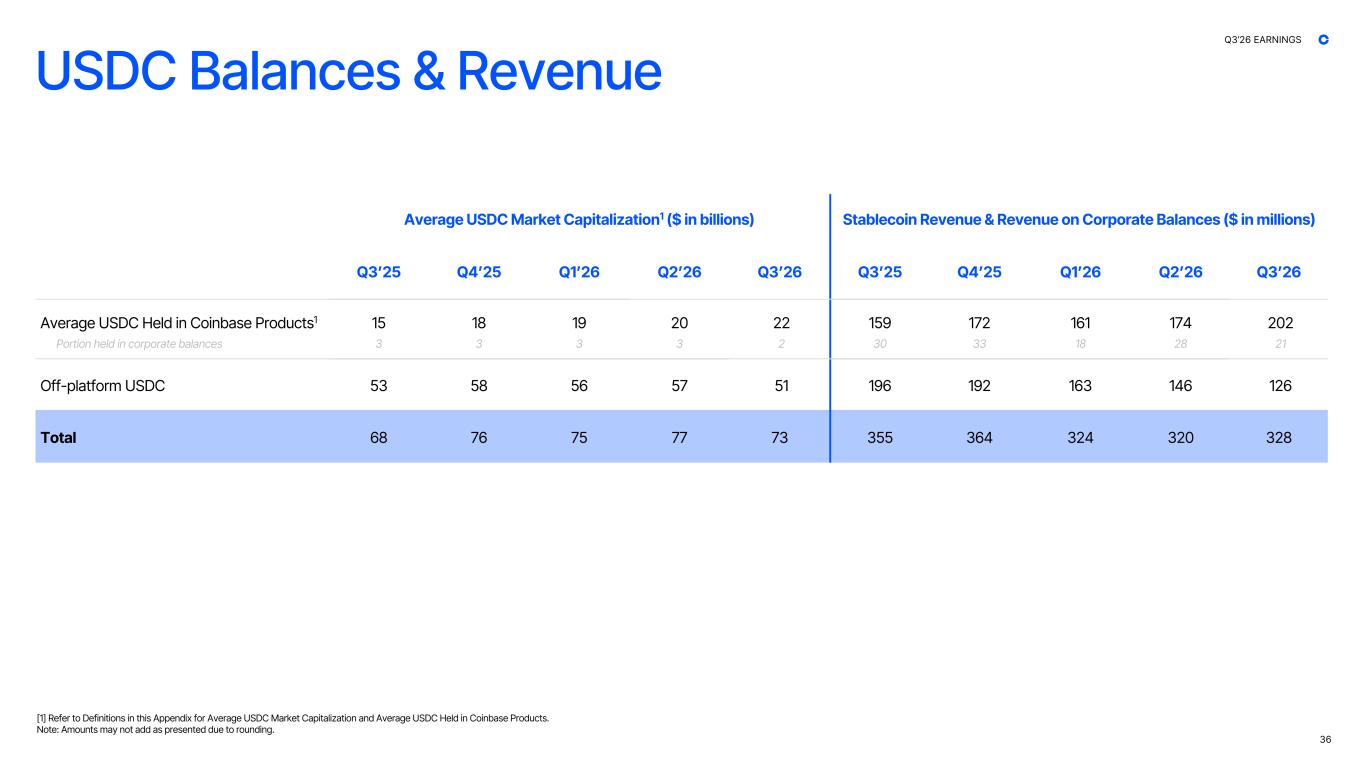 Q3'26 EARNINGS
USDC Balances & Revenue
Average USDC Market Capitalization¹ ($ in billions) Stablecoin Revenue & Revenue on Corporate Balances ($ in millions)
Q3’25 Q4’25 Q1’26 Q2’26 Q3’26 Q3’25 Q4’25 Q1’26 Q2’26 Q3’26
Average USDC Held in Coinbase Products¹ 15 18 19 20 22 159 172 161 174 202
Portion held in corporate balances 3 3 3 3 2 30 33 18 28 21
Off-platform USDC 53 58 56 57 51 196 192 163 146 126
Total 68 76 75 77 73 355 364 324 320 328
[1] Refer to Definitions in this Appendix for Average USDC Market Capitalization and Average USDC Held in Coinbase Products.
Note: Amounts may not add as presented due to rounding.
36